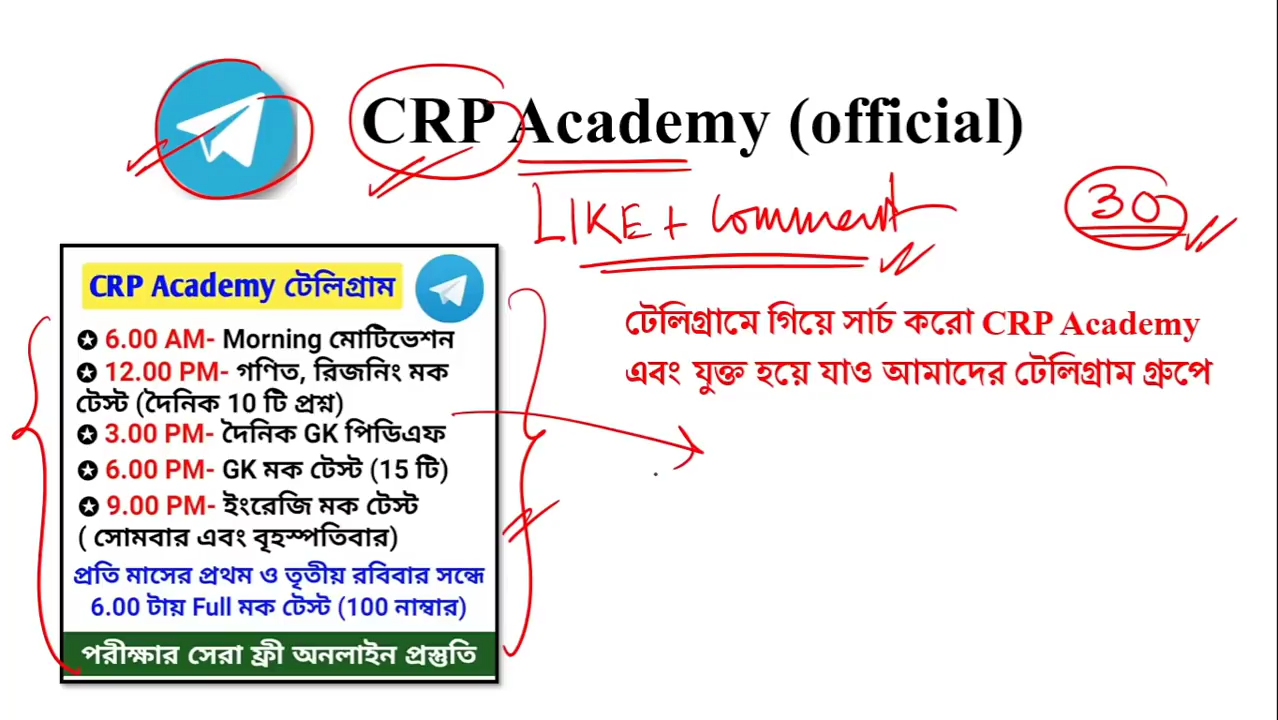 CRP Academy (official)
LIKE + Comment
30
CRP Academy টেলিগ্রাম
6.00 AM- Morning মোটিভেশন
12.00 PM- গণিত, রিজনিং মক
টেস্ট (দৈনিক 10 টি প্রশ্ন)
3.00 PM- দৈনিক GK পিডিএফ
6.00 PM- GK মক টেস্ট (15 টি)
9.00 PM- ইংরেজি মক টেস্ট
( সোমবার এবং বৃহস্পতিবার)
প্রতি মাসের প্রথম ও তৃতীয় রবিবার সন্ধে
6.00 টায় Full মক টেস্ট (100 নাম্বার)
পরীক্ষার সেরা ফ্রী অনলাইন প্রস্তুতি
টেলিগ্রামে গিয়ে সার্চ করো CRP Academy
এবং যুক্ত হয়ে যাও আমাদের টেলিগ্রাম গ্রুপে